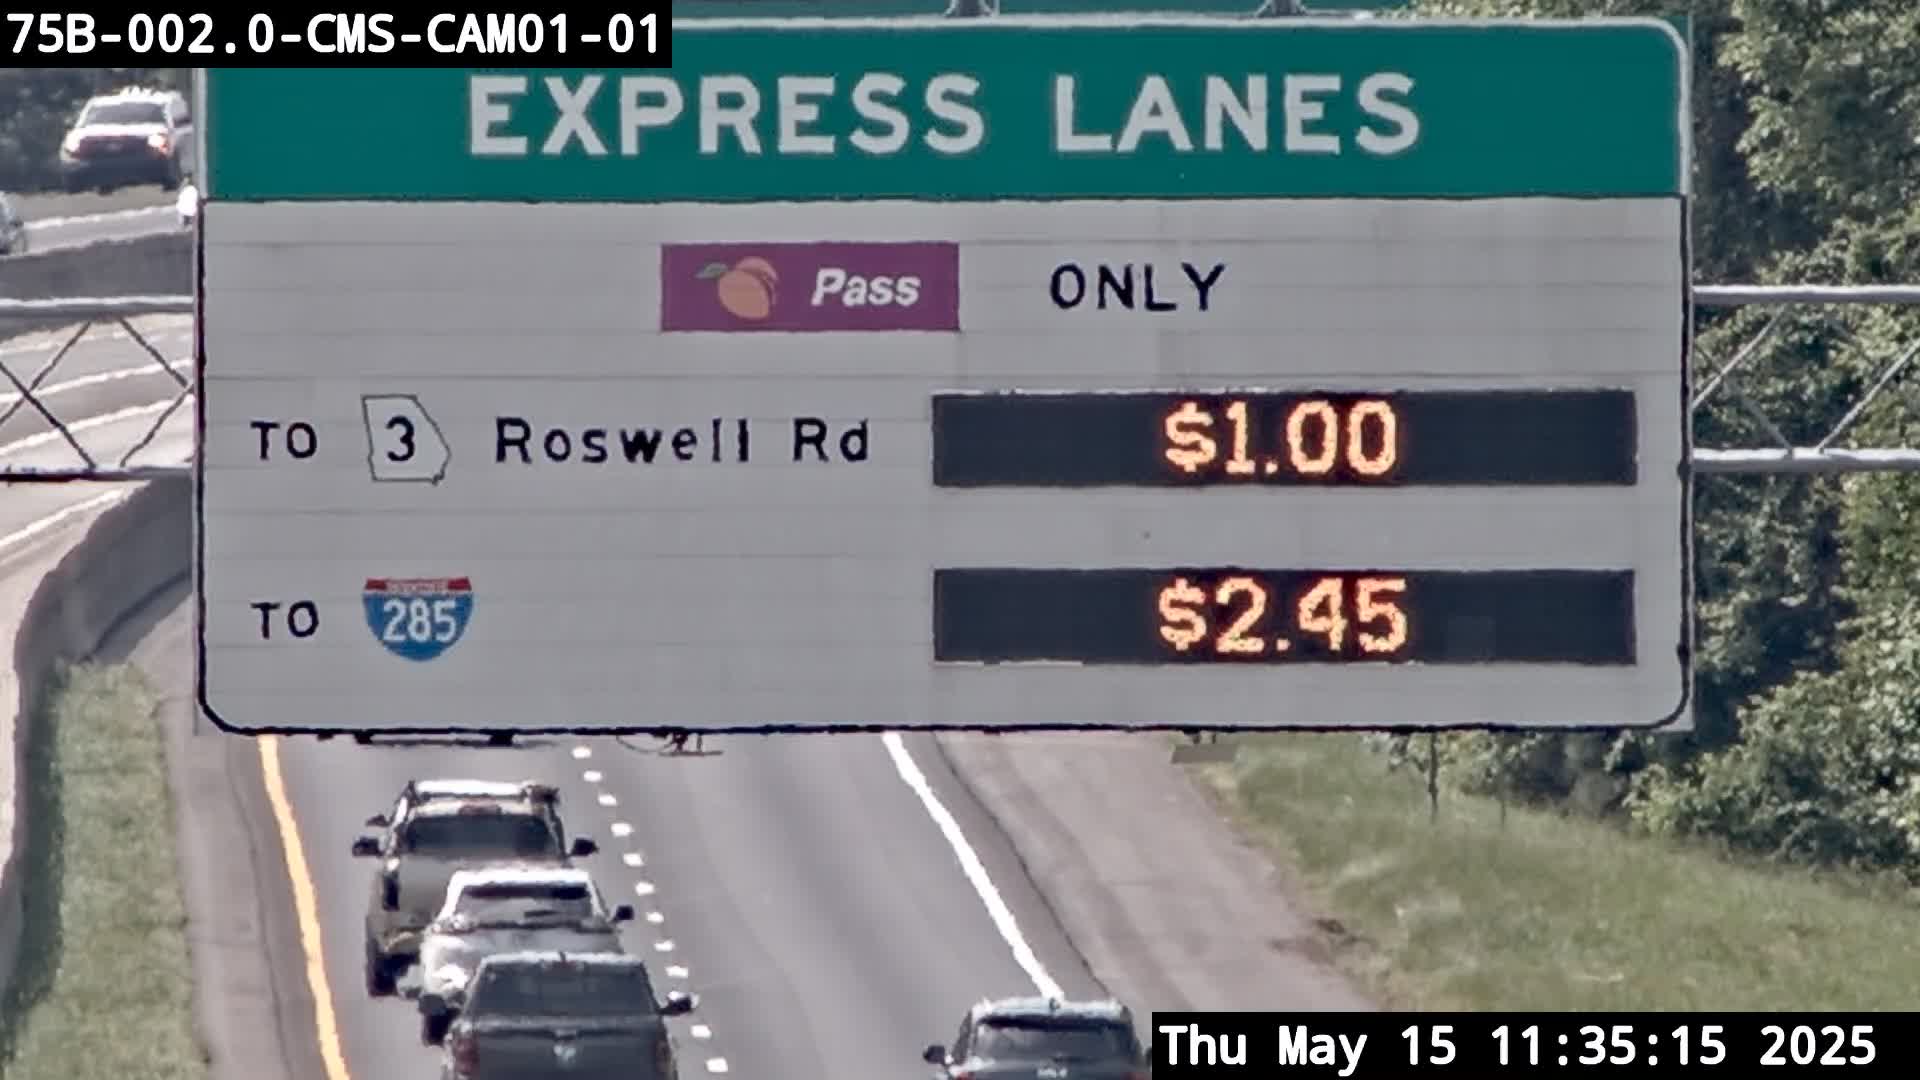 75B-002.0-CMS-CAM01-01
EXPRESS LANES
Pass ONLY
TO 3 Roswell Rd $1.00
TO 285 $2.45
Thu May 15 11:35:15 2025